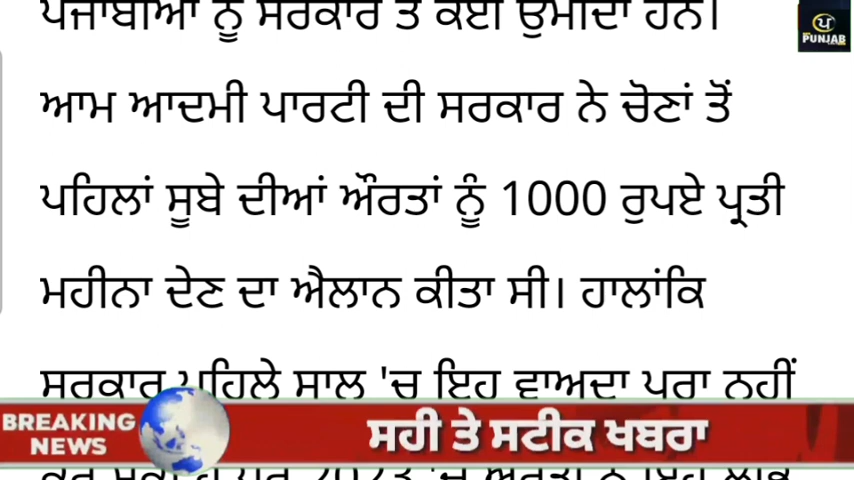 ਪੰਜਾਬੀਆਂ ਨੂੰ ਸਰਕਾਰ ਤੋਂ ਕਈ ਉਮੀਦਾਂ ਹਨ।
ਪ
PUNJAB
ਆਮ ਆਦਮੀ ਪਾਰਟੀ ਦੀ ਸਰਕਾਰ ਨੇ ਚੋਣਾਂ ਤੋਂ
ਪਹਿਲਾਂ ਸੂਬੇ ਦੀਆਂ ਔਰਤਾਂ ਨੂੰ 1000 ਰੁਪਏ ਪ੍ਰਤੀ
ਮਹੀਨਾ ਦੇਣ ਦਾ ਐਲਾਨ ਕੀਤਾ ਸੀ। ਹਾਲਾਂਕਿ
ਸਰਕਾਰ ਪਹਿਲੇ ਸਾਲ 'ਚ ਇਹ ਵਾਅਦਾ ਪੂਰਾ ਨਹੀਂ
BREAKING
NEWS
ਸਹੀ ਤੇ ਸਟੀਕ ਖਬਰਾ